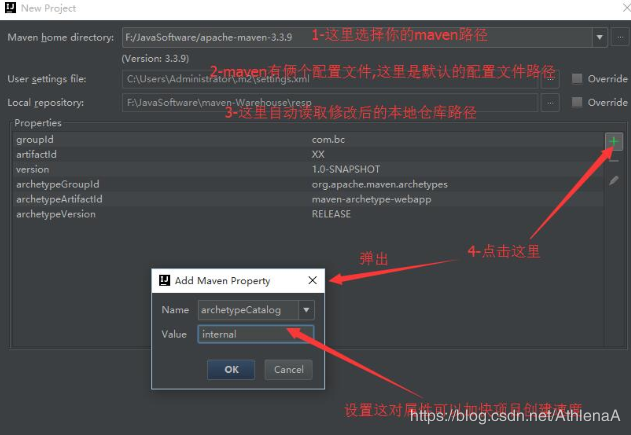 New Project
Maven home directory: F:/JavaSoftware/apache-maven-3.3.9 1-这里选择你的maven路径
(Version: 3.3.9)
2-maven有俩个配置文件,这里是默认的配置文件路径
User settings file: C:\Users\Administrator\.m2\settings.xml Override
Local repository: F:\JavaSoftware\maven-Warehouse\resp Override
3-这里自动读取修改后的本地仓库路径
Properties
groupId com.bc
artifactId XX
version 1.0-SNAPSHOT
archetypeGroupId org.apache.maven.archetypes
archetypeArtifactId maven-archetype-webapp
archetypeVersion RELEASE
4-点击这里
弹出
Add Maven Property
Name archetypeCatalog
Value internal
OK Cancel
设置这对属性可以加快项目创建速度
https://blog.csdn.net/AthlenaA